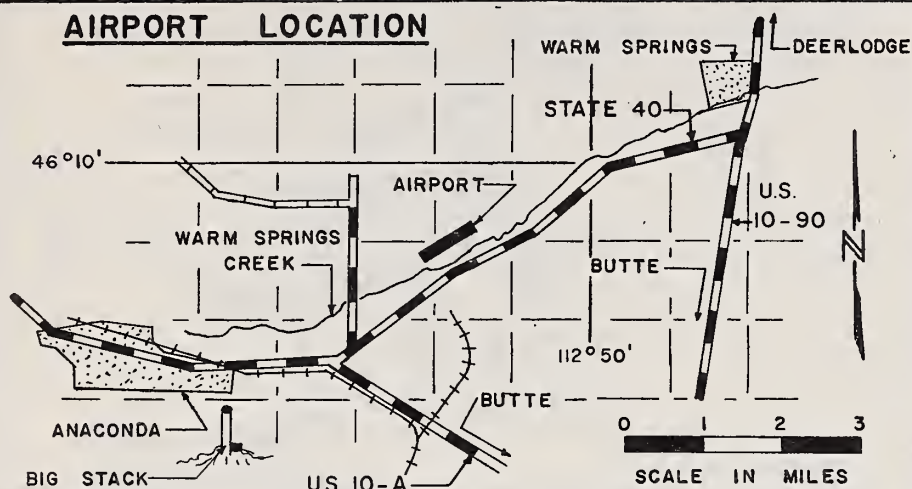 AIRPORT LOCATION
WARM SPRINGS
DEERLODGE
STATE 40
46°10'
AIRPORT
U.S.
10-90
WARM SPRINGS
CREEK
N
BUTTE
112°50'
ANACONDA
BUTTE
0 1 2 3
BIG STACK
U.S. 10-A
SCALE IN MILES